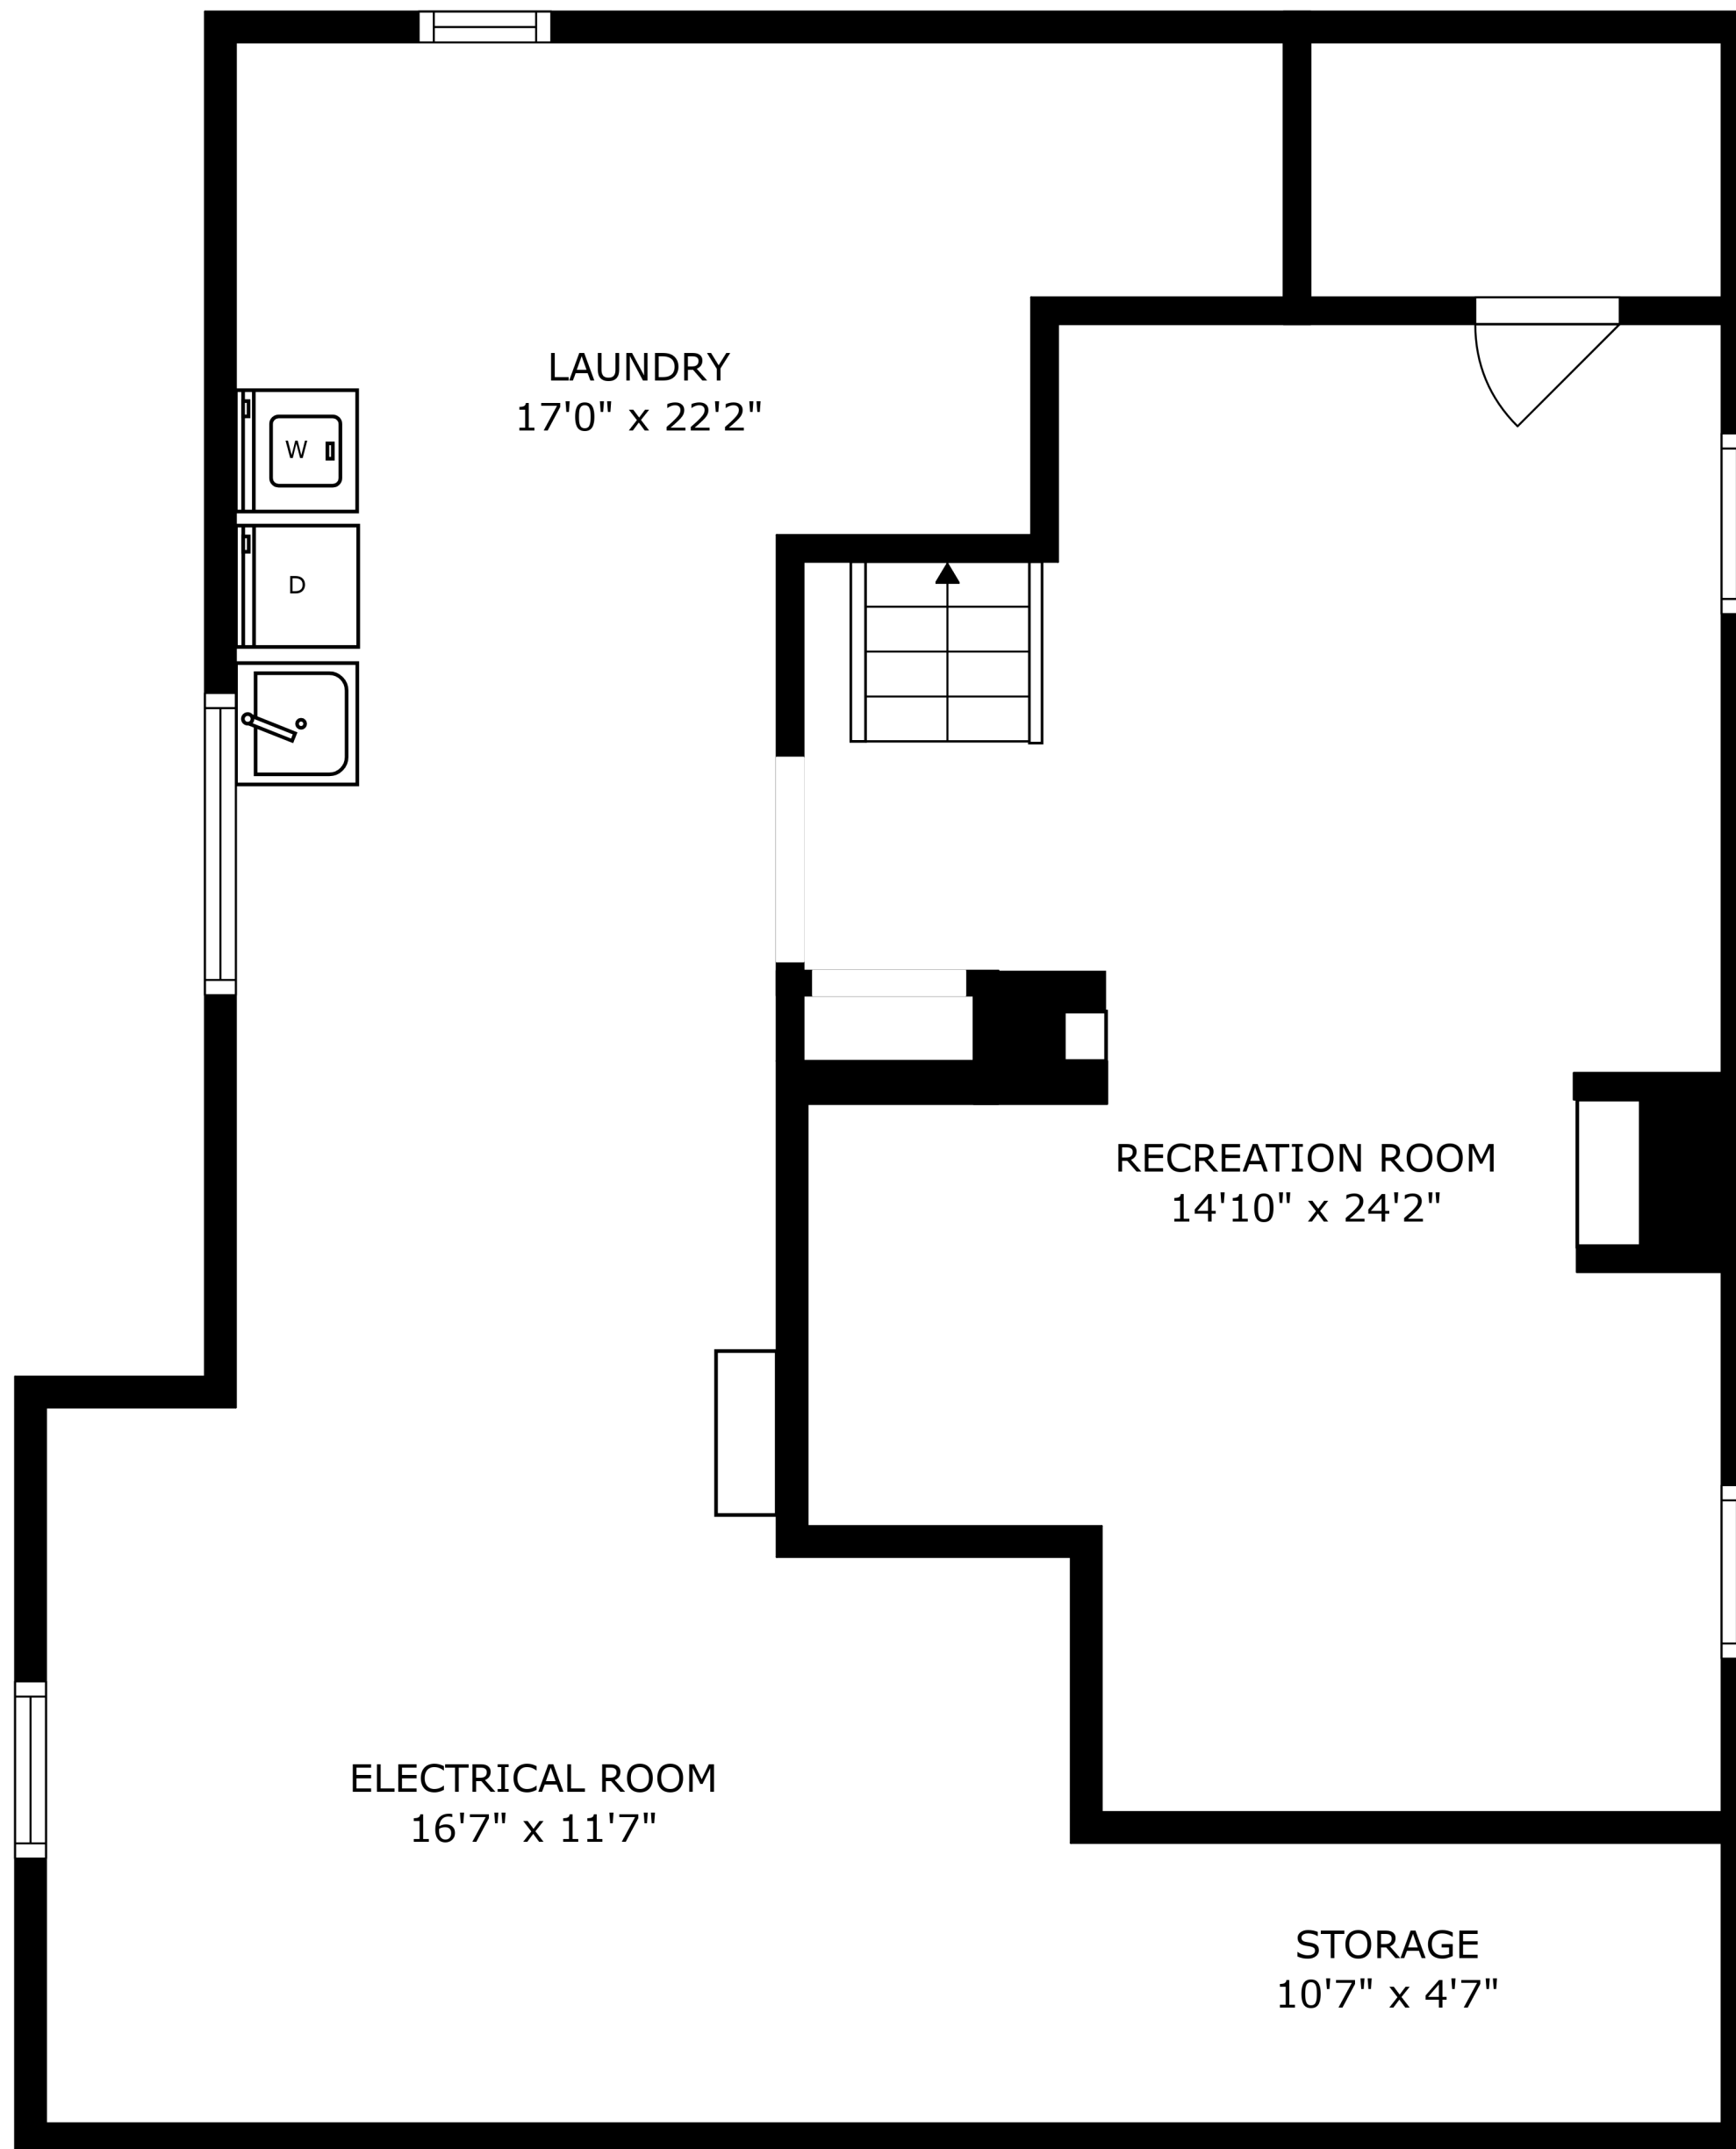 LAUNDRY
17'0" x 22'2"
W
D
RECREATION ROOM
14'10" x 24'2"
ELECTRICAL ROOM
16'7" x 11'7"
STORAGE
10'7" x 4'7"